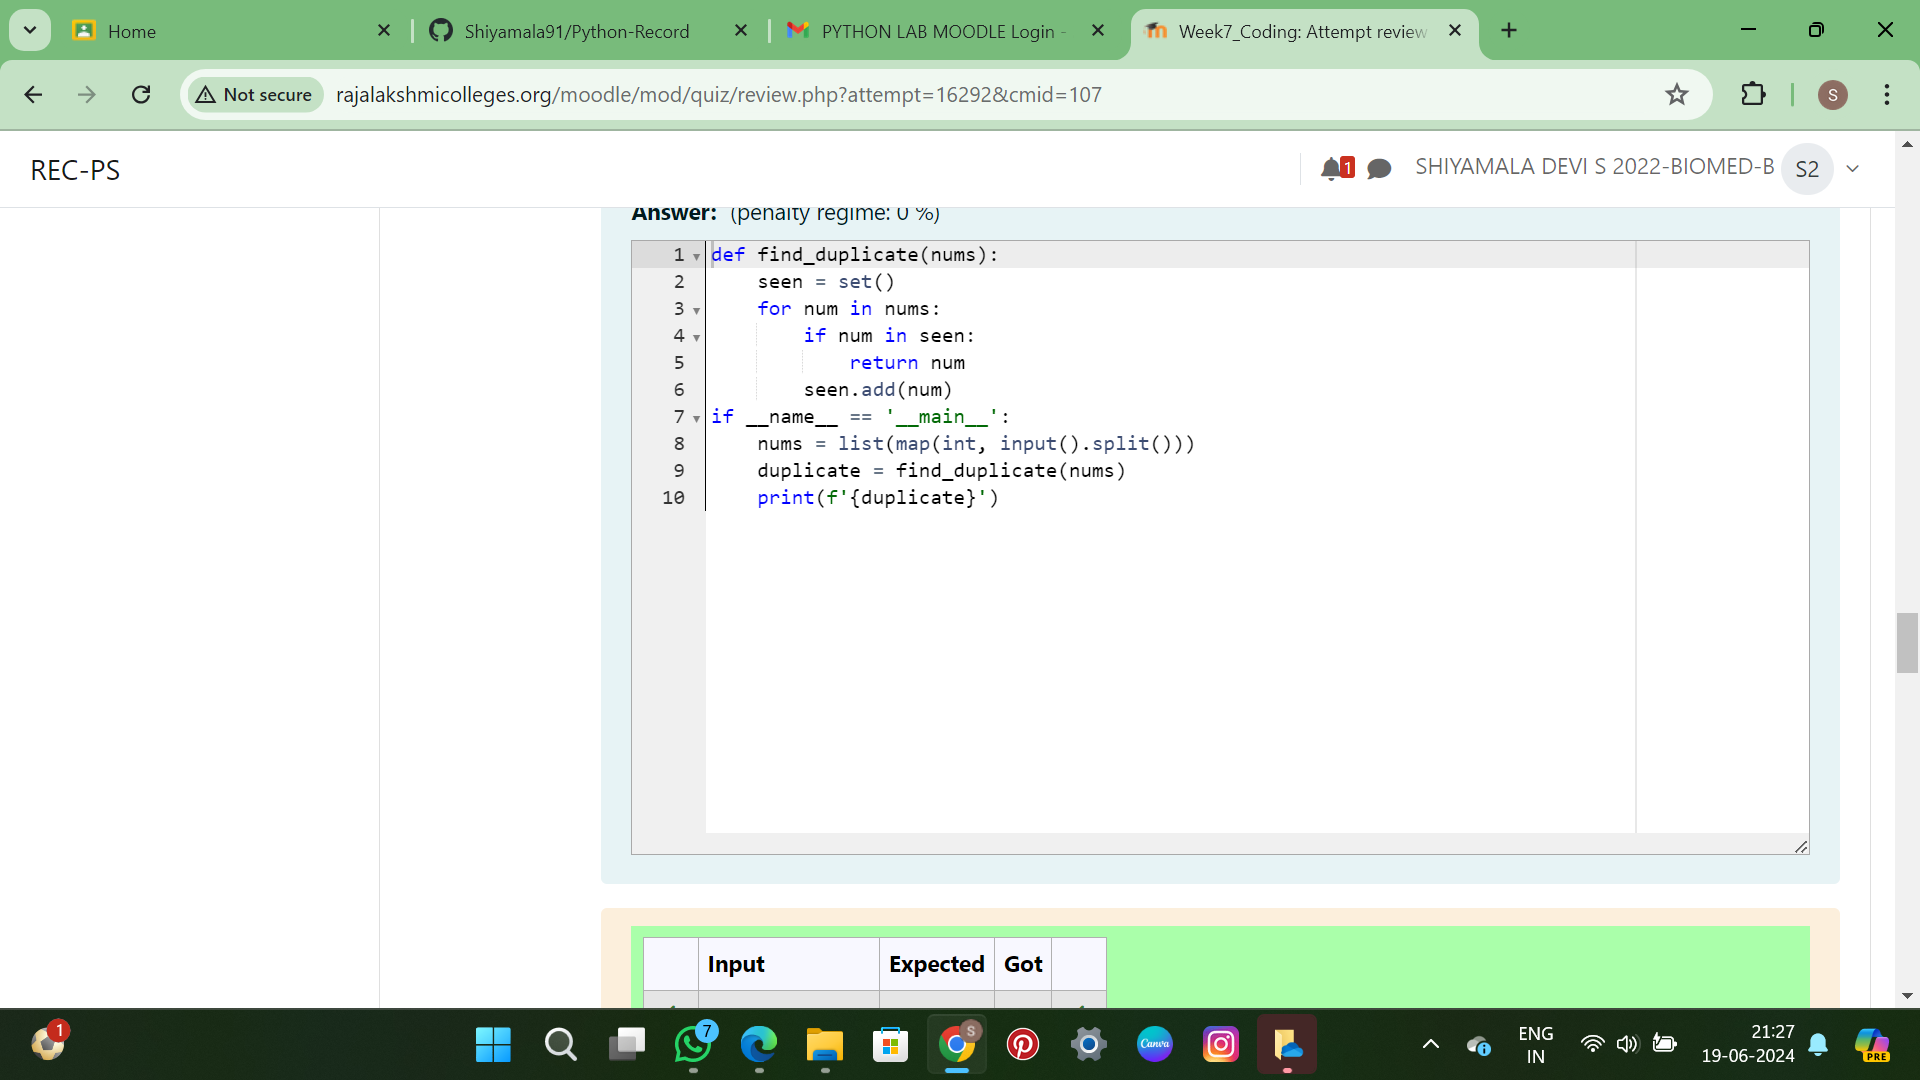 Home
Shiyamala91/Python-Record
PYTHON LAB MOODLE Login -
Week7_Coding: Attempt review
Not secure
rajalakshmicolleges.org/moodle/mod/quiz/review.php?attempt=16292&cmid=107
S
REC-PS
1
SHIYAMALA DEVI S 2022-BIOMED-B
S2
Answer: (penalty regime: 0 %)
1 def find_duplicate(nums):
2     seen = set()
3     for num in nums:
4         if num in seen:
5             return num
6         seen.add(num)
7 if __name__ == '__main__':
8     nums = list(map(int, input().split()))
9     duplicate = find_duplicate(nums)
10     print(f'{duplicate}')
Input Expected Got
1
7
S
Canva
ENG
IN
21:27
19-06-2024
PRE